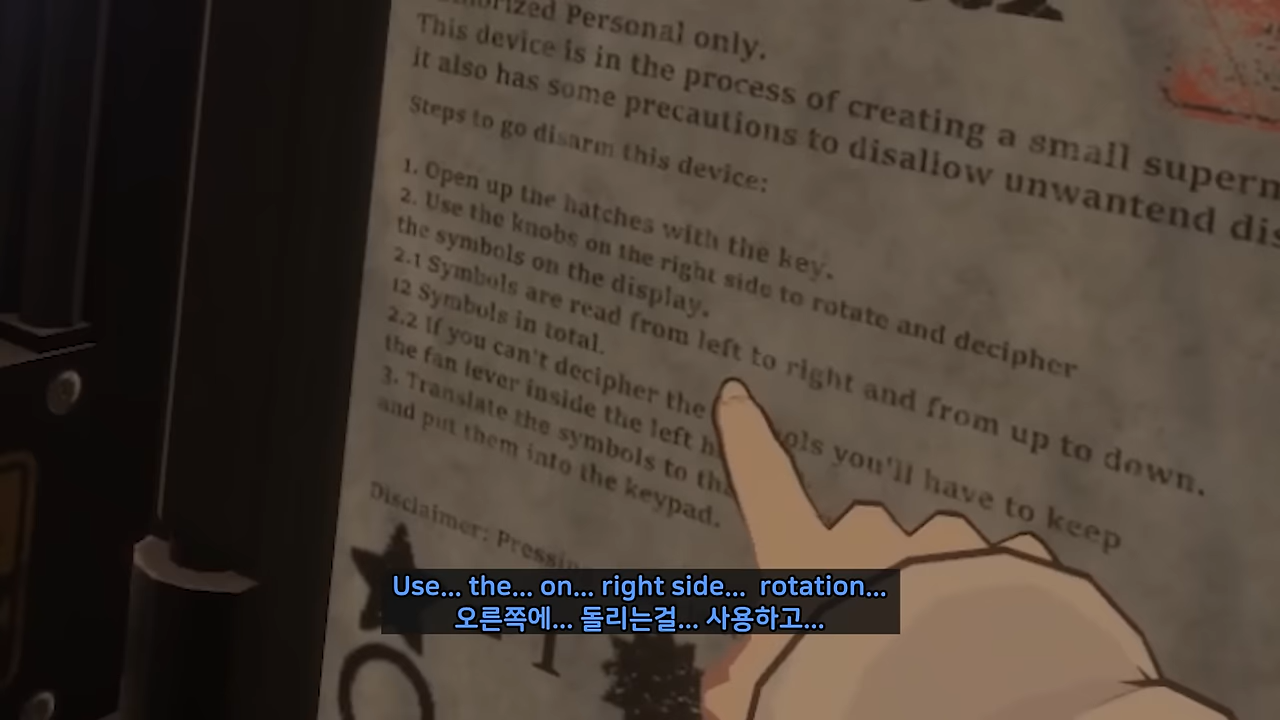 Personal only.
This device is in the process of creating a small
it also has some precautions to disallow unwantend
Steps to go disarm this device:
1. Open up the hatches with the key.
2. Use the knobs on the right side to rotate and decipher
the symbols on the display.
2.1 Symbols are read from left to right and from up to down.
12 Symbols in total.
2.2 If you can't decipher the you'll have to keep
the fan lever inside the left
3. Translate the symbols to
and put them into the keypad.
Disclaimer:
Use... the... on... right side... rotation...
오른쪽에... 돌리는걸... 사용하고...